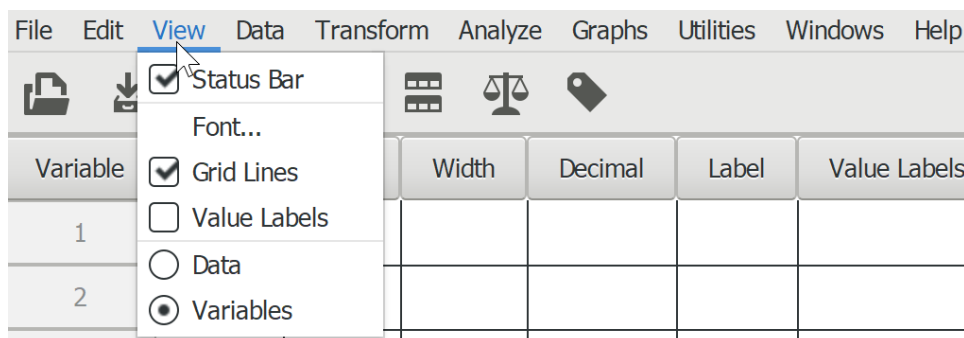 File Edit View Data Transform Analyze Graphs Utilities Windows Help
Status Bar
Font...
Grid Lines
Value Labels
Data
Variables
Variable Width Decimal Label Value Labels
1
2